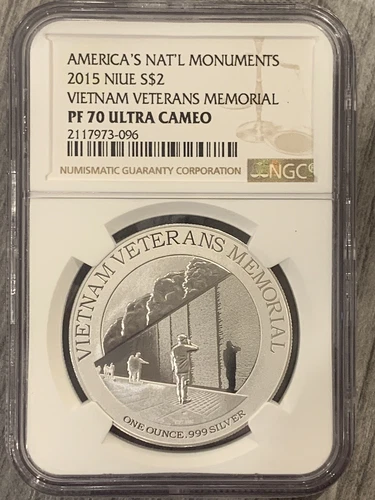 AMERICA'S NAT'L MONUMENTS
2015 NIUE S$2
VIETNAM VETERANS MEMORIAL
PF 70 ULTRA CAMEO
2117973-096
NUMISMATIC GUARANTY CORPORATION
NGC
VIETNAM VETERANS MEMORIAL
ONE OUNCE .999 SILVER